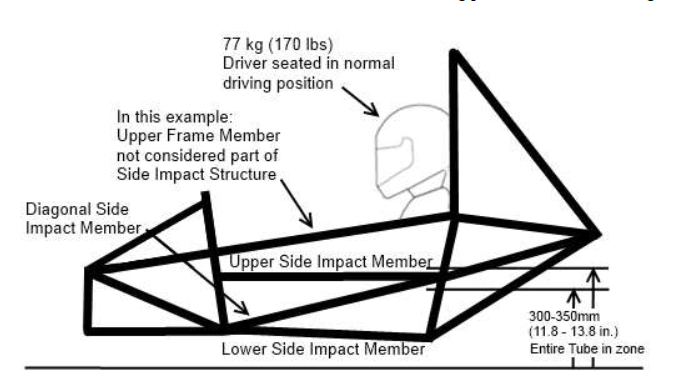 77 kg (170 lbs)
Driver seated in normal
driving position
In this example:
Upper Frame Member
not considered part of
Side Impact Structure
Diagonal Side
Impact Member
Upper Side Impact Member
300-350mm
(11.8 - 13.8 in.)
Entire Tube in zone
Lower Side Impact Member